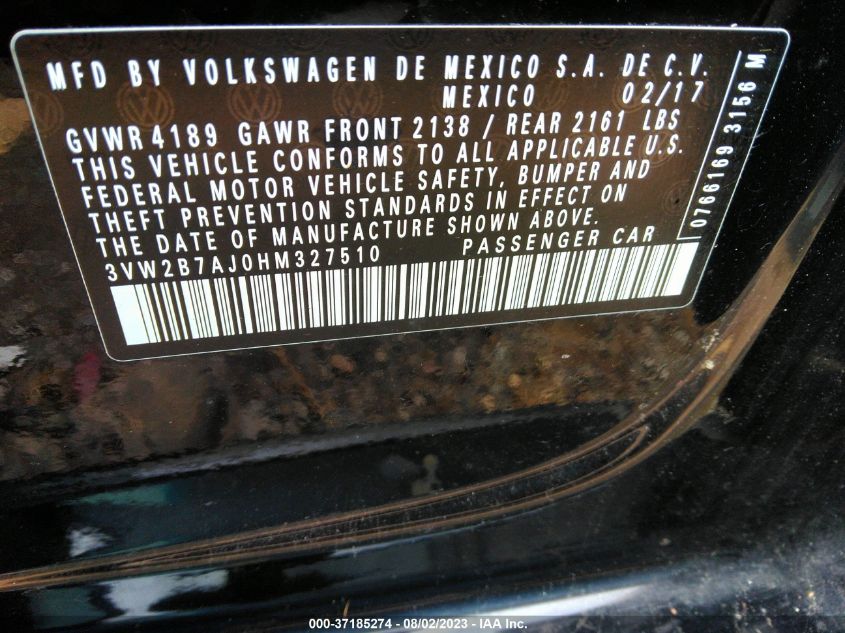 MFD BY VOLKSWAGEN DE MEXICO S.A. DE C.V.
MEXICO 02/17
GVWR 4189 GAWR FRONT 2138 / REAR 2161 LBS
THIS VEHICLE CONFORMS TO ALL APPLICABLE U.S.
FEDERAL MOTOR VEHICLE SAFETY, BUMPER AND
THEFT PREVENTION STANDARDS IN EFFECT ON
THE DATE OF MANUFACTURE SHOWN ABOVE.
3VW2B7AJ0HM327510 PASSENGER CAR
0766169 3156 M
000-37185274 - 08/02/2023 - IAA Inc.